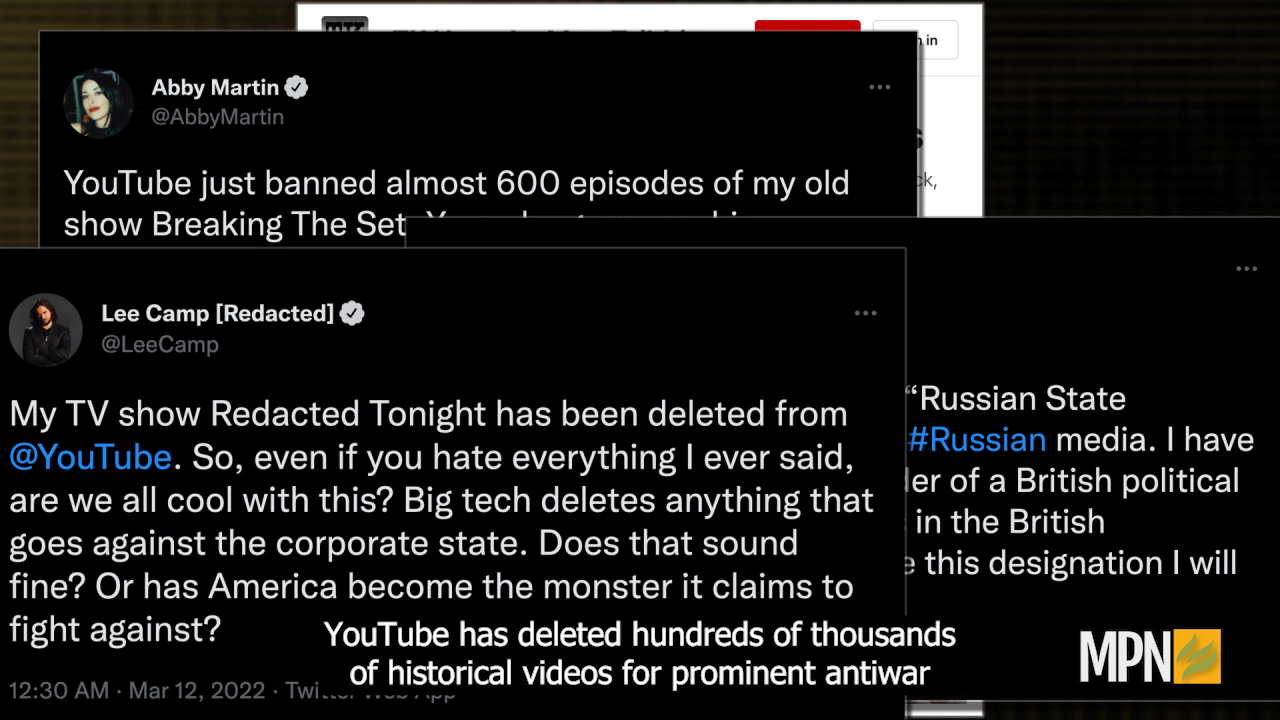 in
Abby Martin
@AbbyMartin
YouTube just banned almost 600 episodes of my old
show Breaking The Set.
Lee Camp [Redacted]
@LeeCamp
My TV show Redacted Tonight has been deleted from
@YouTube. So, even if you hate everything I ever said,
are we all cool with this? Big tech deletes anything that
goes against the corporate state. Does that sound
fine? Or has America become the monster it claims to
fight against?
12:30 AM · Mar 12, 2022 · Twitter Web App
“Russian State
#Russian media. I have
of a British political
in the British
this designation I will
YouTube has deleted hundreds of thousands
of historical videos for prominent antiwar
MPN